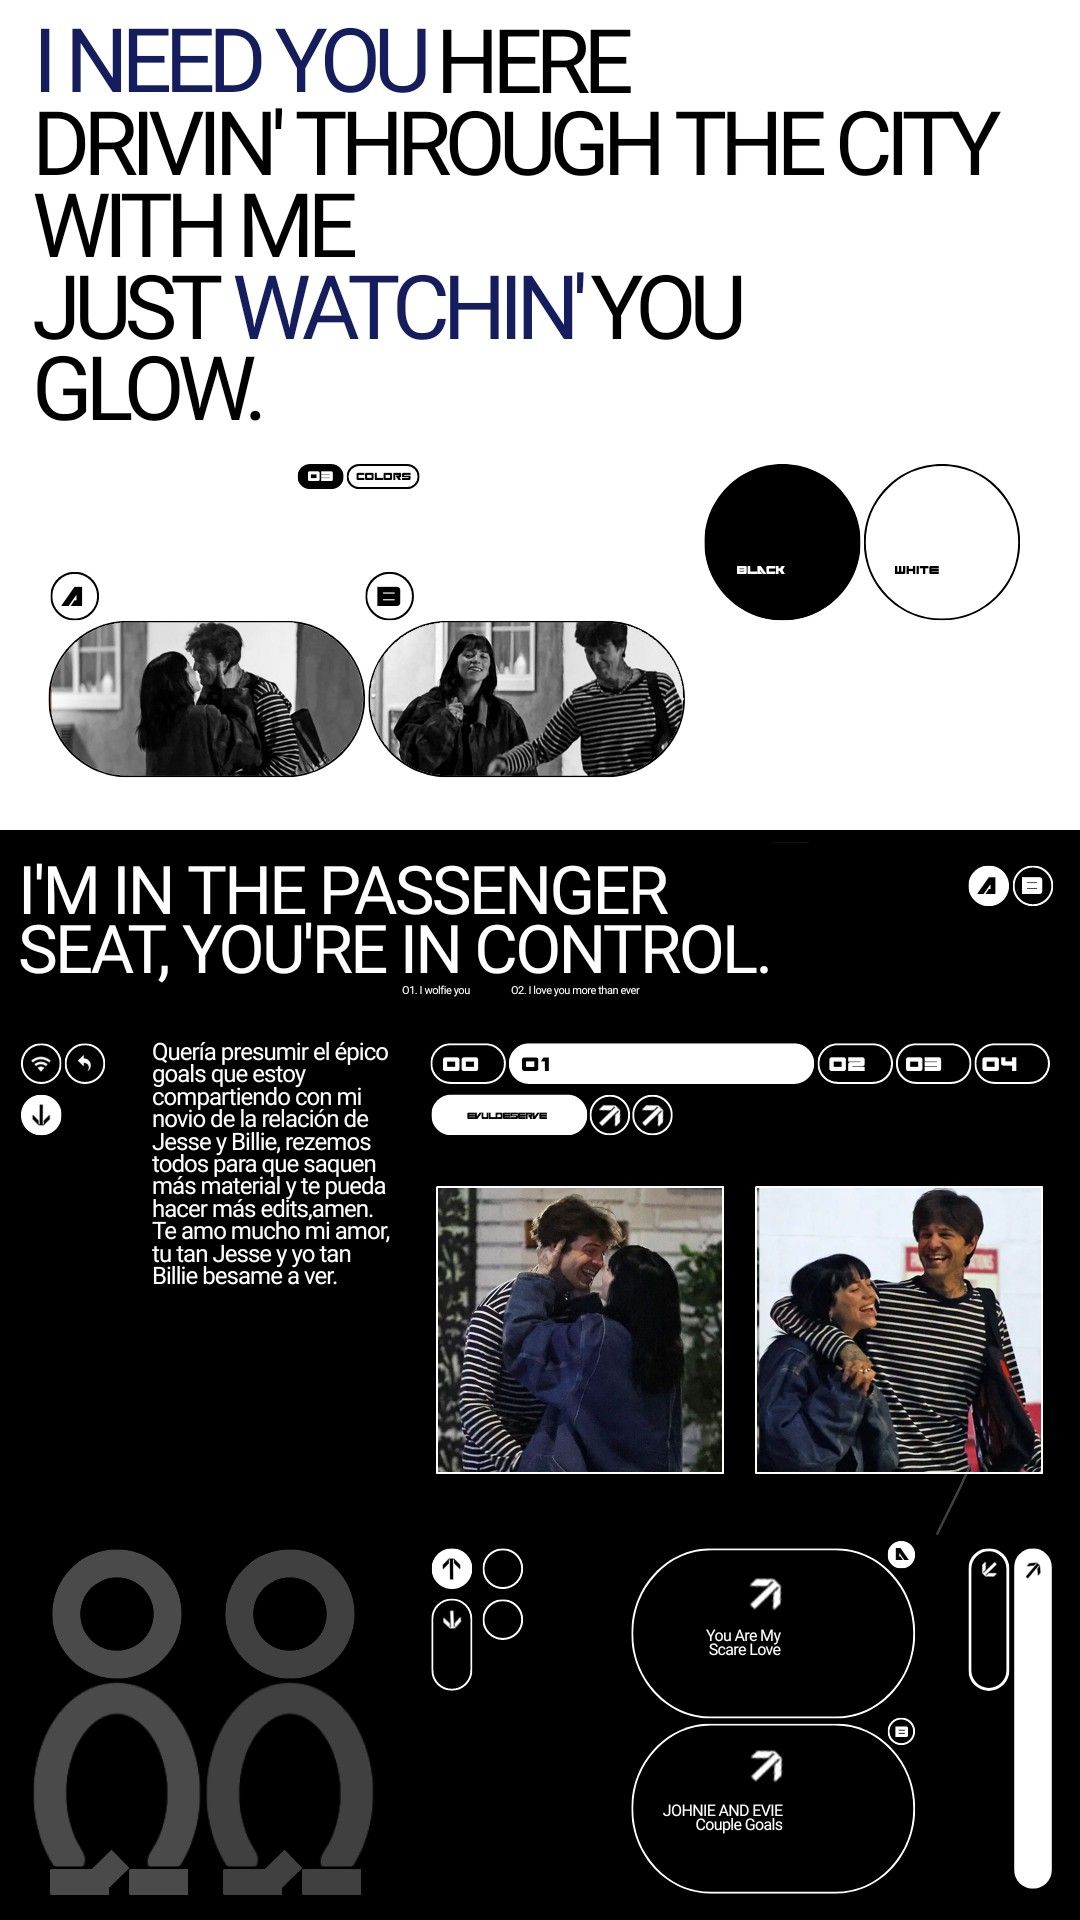 I NEED YOU HERE
DRIVIN' THROUGH THE CITY
WITH ME
JUST WATCHIN' YOU
GLOW.
03 COLORS
BLACK
WHITE
A
B
I'M IN THE PASSENGER
SEAT, YOU'RE IN CONTROL.
A B
01. I wolfie you
02. I love you more than ever
Quería presumir el épico
goals que estoy
compartiendo con mi
novio de la relación de
Jesse y Billie, rezemos
todos para que saquen
más material y te pueda
hacer más edits,amen.
Te amo mucho mi amor,
tu tan Jesse y yo tan
Billie besame a ver.
00 01 02 03 04
EVULDESERVE
A
You Are My
Scare Love
B
JOHNIE AND EVIE
Couple Goals